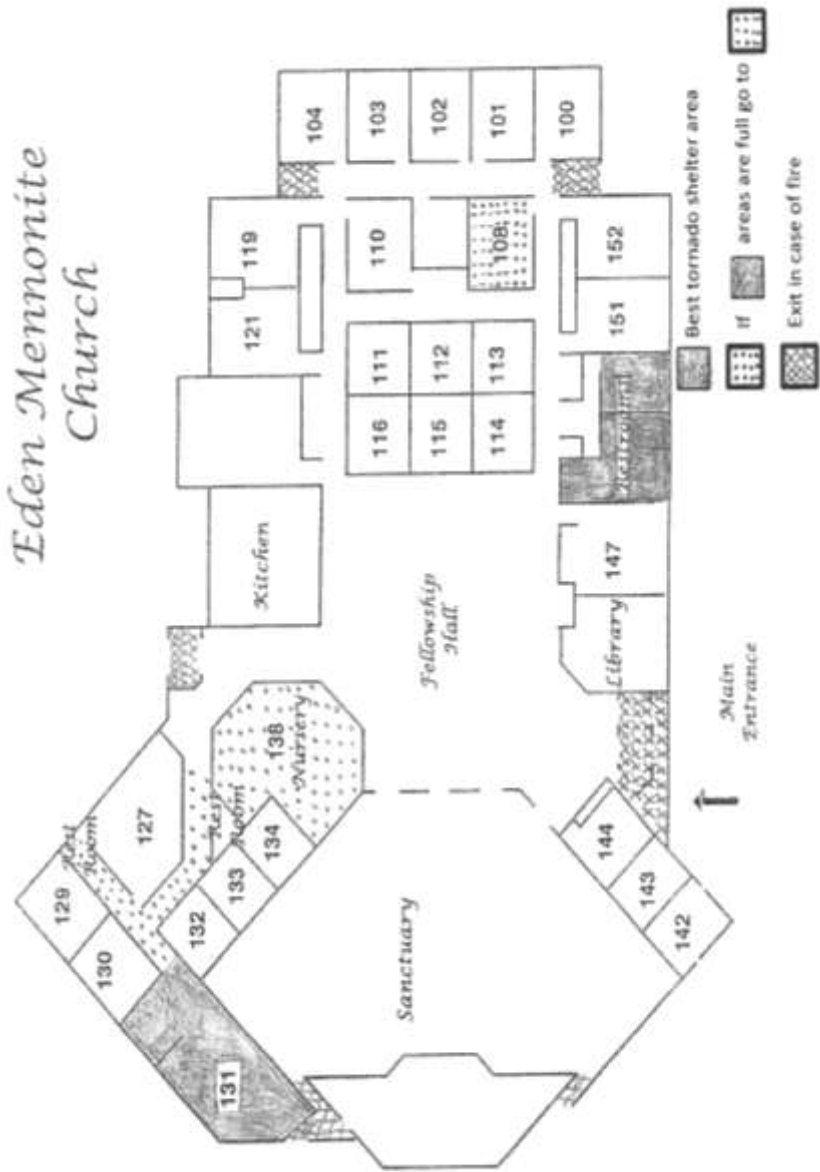 Eden Mennonite
Church
104
103
102
101
100
119
110
108
152
121
151
111
112
113
116
115
114
Restrooms
Kitchen
Fellowship
Hall
147
Library
Main
Entrance
138
Nursery
Rest
Room
127
Rest
Room
134
133
132
129
130
131
144
143
142
Sanctuary
Best tornado shelter area
If areas are full go to
Exit in case of fire